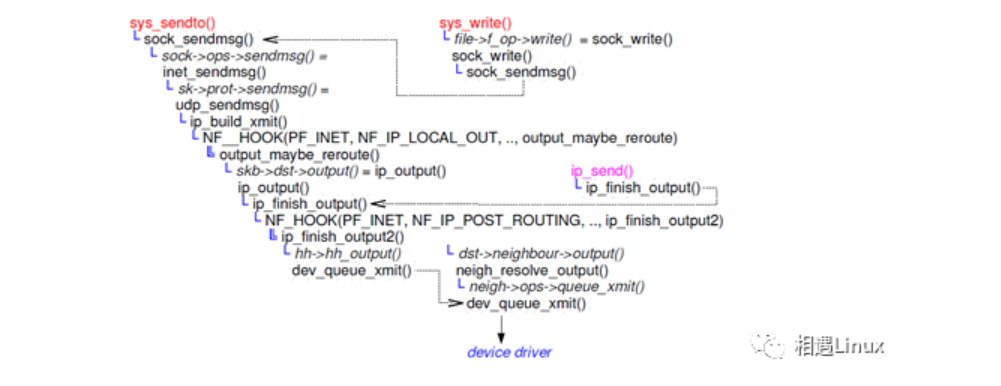 sys_sendto()
sock_sendmsg()
sock->ops->sendmsg() =
inet_sendmsg()
sk->prot->sendmsg() =
udp_sendmsg()
ip_build_xmit()
NF__HOOK(PF_INET, NF_IP_LOCAL_OUT, .., output_maybe_reroute)
output_maybe_reroute()
skb->dst->output() = ip_output()
ip_output()
ip_finish_output()
NF_HOOK(PF_INET, NF_IP_POST_ROUTING, .., ip_finish_output2)
ip_finish_output2()
hh->hh_output()
dev_queue_xmit()
sys_write()
file->f_op->write() = sock_write()
sock_write()
sock_sendmsg()
ip_send()
ip_finish_output()
dst->neighbour->output()
neigh_resolve_output()
neigh->ops->queue_xmit()
dev_queue_xmit()
device driver
相遇Linux